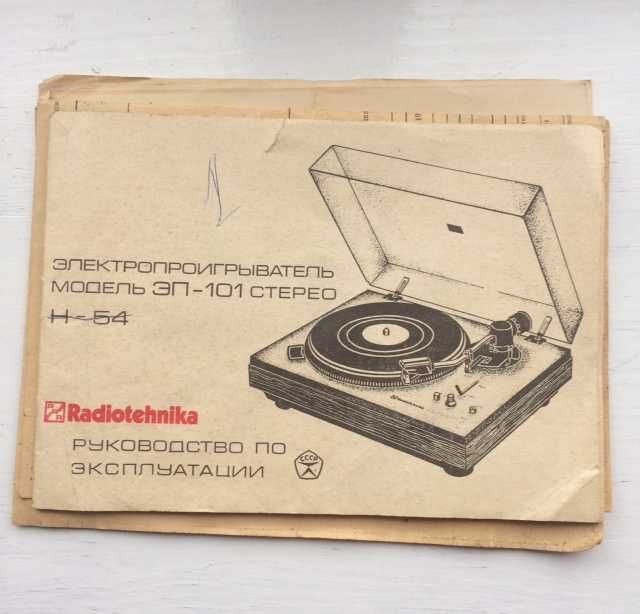 ЭЛЕКТРОПРОИГРЫВАТЕЛЬ
МОДЕЛЬ ЭП-101 СТЕРЕО
Н-54
Radiotehnika
РУКОВОДСТВО ПО
ЭКСПЛУАТАЦИИ
СССР